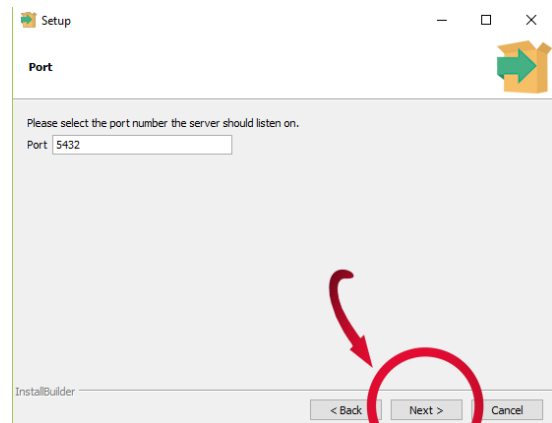 Setup
Port
Please select the port number the server should listen on.
Port 5432
InstallBuilder
< Back Next > Cancel